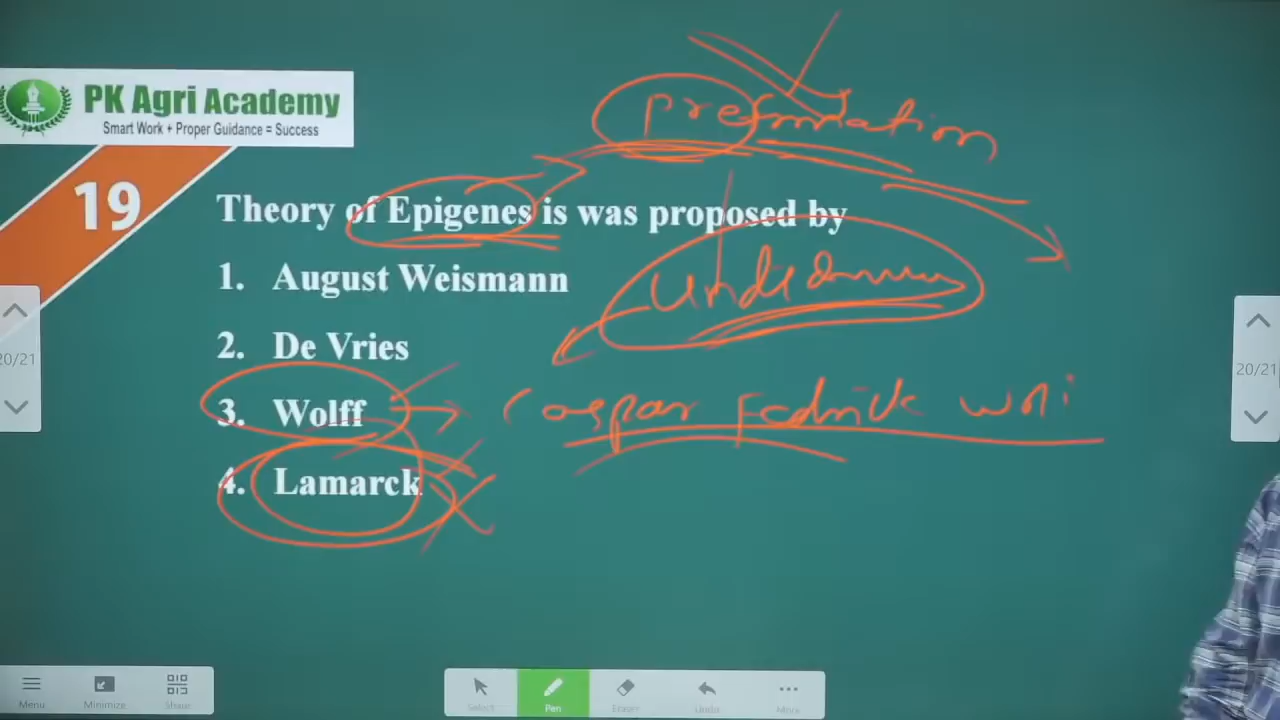 PK Agri Academy
Smart Work + Proper Guidance = Success
19
preformation
Theory of Epigenes is was proposed by
1. August Weismann
2. De Vries
3. Wolff
Caspar Fedrick
4. Lamarck
20/21
20/21
Menu
Minimize
Share
Select
Pen
Eraser
Undo
More